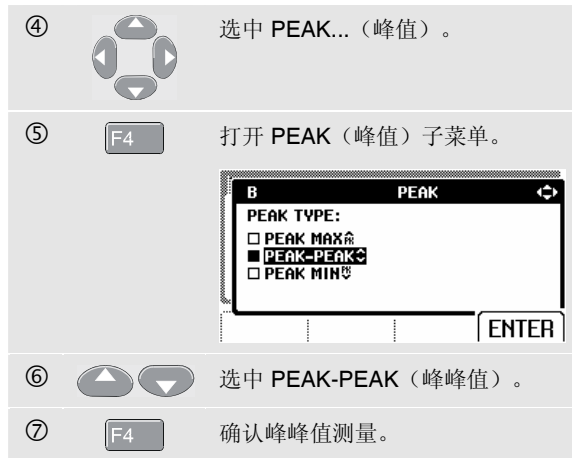 ④ 选中 PEAK...（峰值）。
⑤ F4 打开 PEAK（峰值）子菜单。
B PEAK
PEAK TYPE:
PEAK MAX
PEAK-PEAK
PEAK MIN
ENTER
⑥ 选中 PEAK-PEAK（峰峰值）。
⑦ F4 确认峰峰值测量。